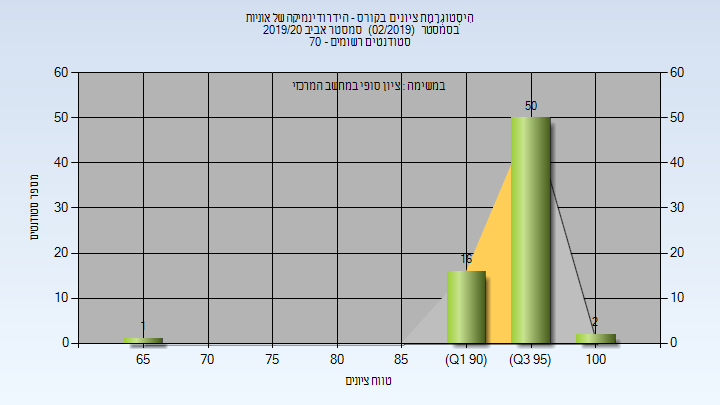 היסטוגרמת ציונים בקורס - הידרודינמיקה של אוניות
בסמסטר (02/2019) סמסטר אביב 2019/20
סטודנטים רשומים - 70
במשימה : ציון סופי במחשב המרכזי
60 60
50 50
40 40
30 30
20 20
10 10
0 0
מספר סטודנטים
1
16
50
2
65 70 75 80 85 (Q1 90) (Q3 95) 100
טווח ציונים